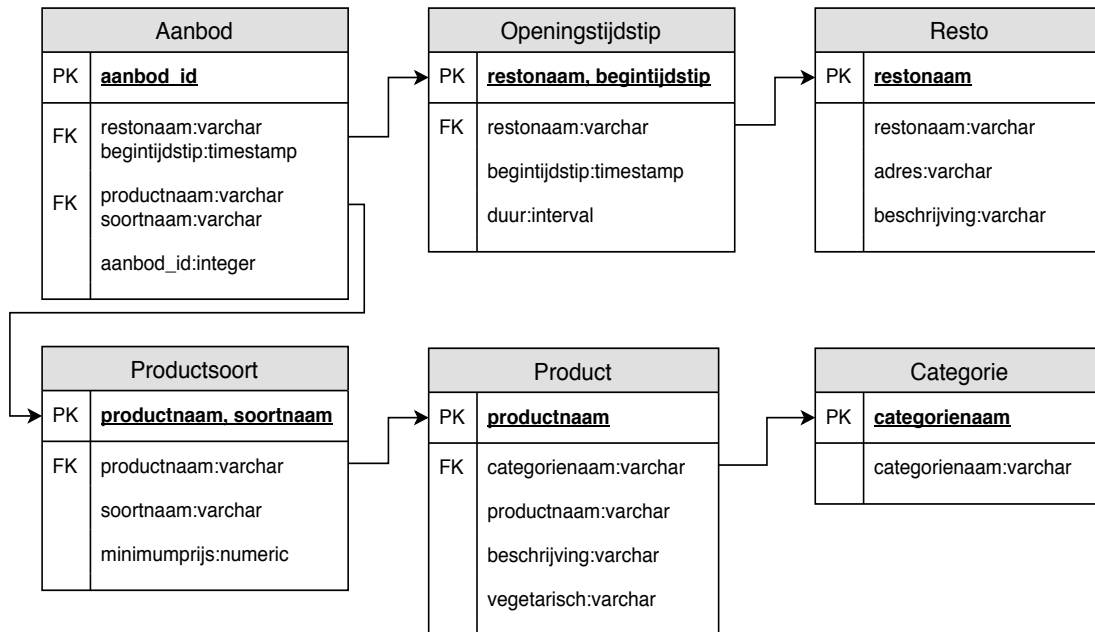 Aanbod
PK aanbod_id
FK restonaam:varchar
begintijdstip:timestamp
FK productnaam:varchar
soortnaam:varchar
aanbod_id:integer
Openingstijdstip
PK restonaam, begintijdstip
FK restonaam:varchar
begintijdstip:timestamp
duur:interval
Resto
PK restonaam
restonaam:varchar
adres:varchar
beschrijving:varchar
Productsoort
PK productnaam, soortnaam
FK productnaam:varchar
soortnaam:varchar
minimumprijs:numeric
Product
PK productnaam
FK categorienaam:varchar
productnaam:varchar
beschrijving:varchar
vegetarisch:varchar
Categorie
PK categorienaam
categorienaam:varchar